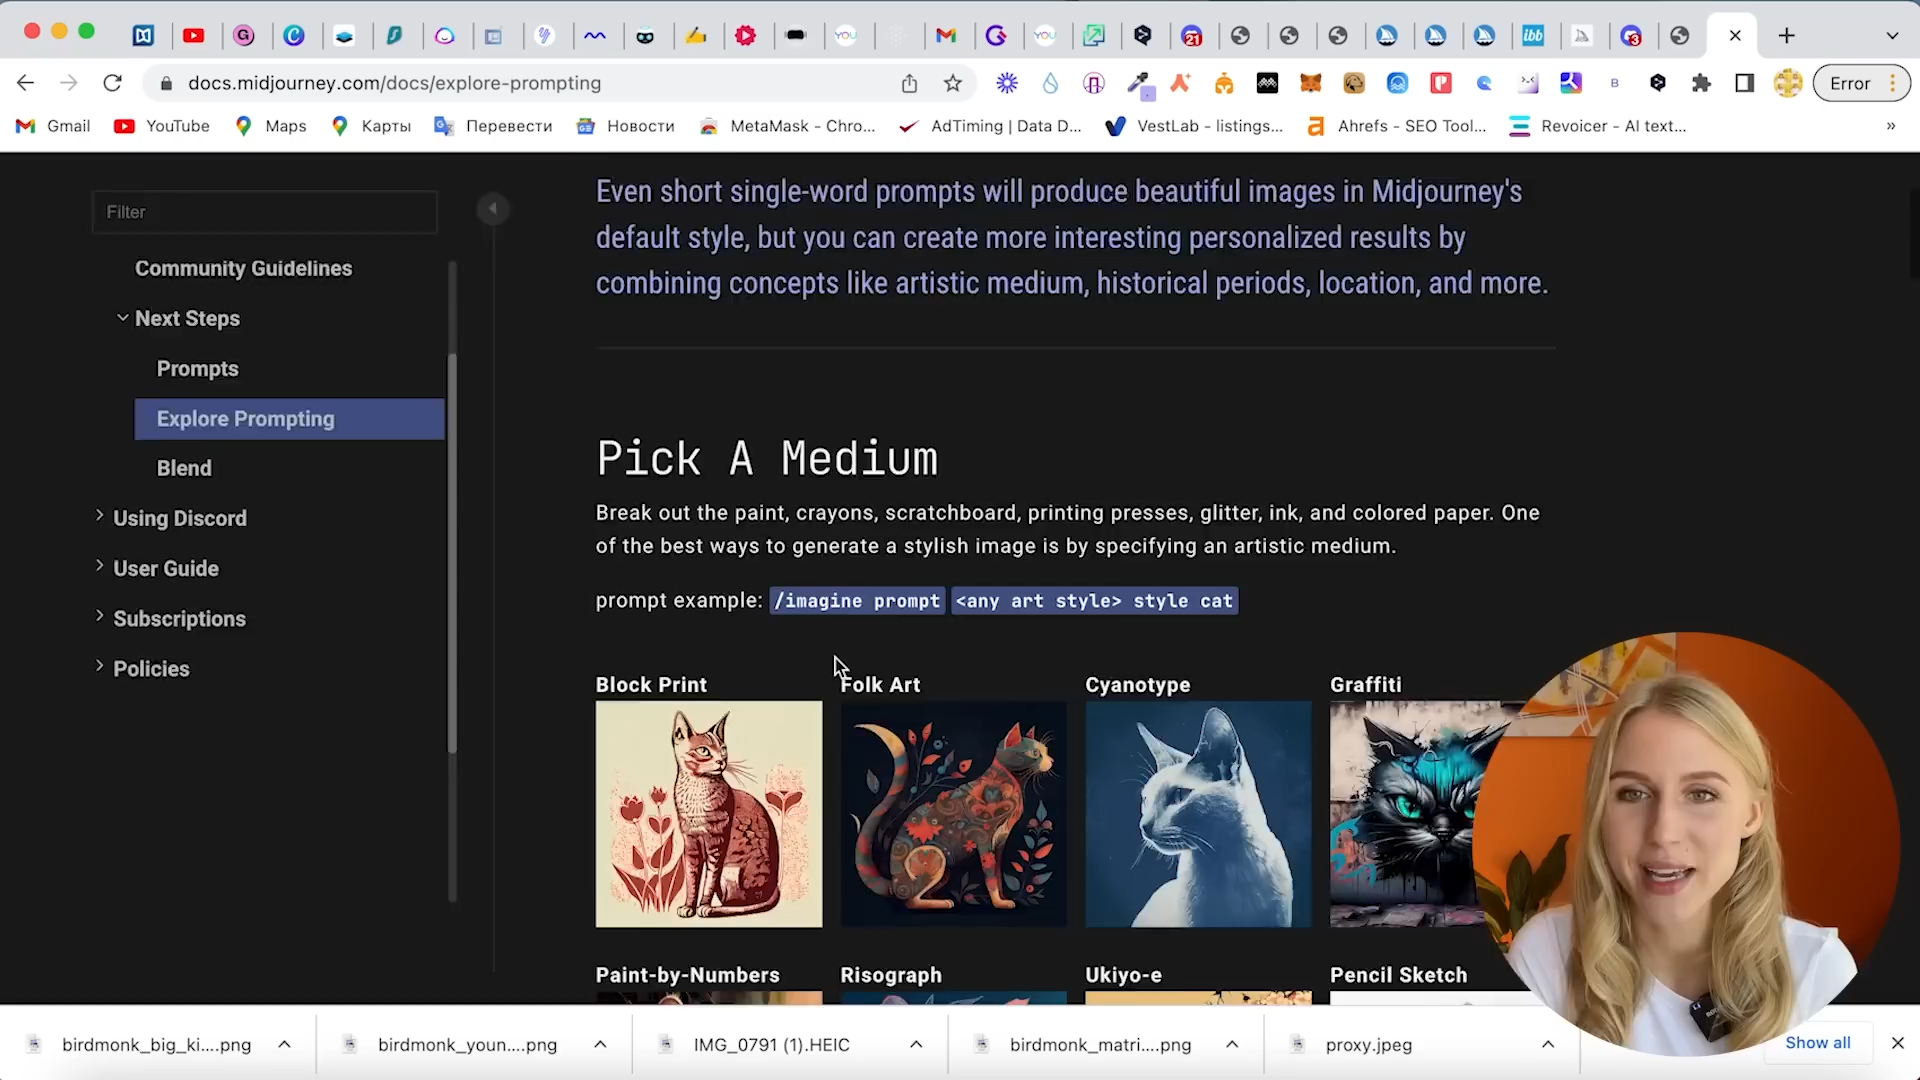 YOU
YOU
21
ibb
3
docs.midjourney.com/docs/explore-prompting
B
Error
Gmail
YouTube
Maps
Карты
Перевести
Новости
MetaMask - Chro...
AdTiming | Data D...
VestLab - listings...
Ahrefs - SEO Tool...
Revoicer - AI text...
»
Filter
Community Guidelines
Next Steps
Prompts
Explore Prompting
Blend
Using Discord
User Guide
Subscriptions
Policies
Even short single-word prompts will produce beautiful images in Midjourney's
default style, but you can create more interesting personalized results by
combining concepts like artistic medium, historical periods, location, and more.
Pick A Medium
Break out the paint, crayons, scratchboard, printing presses, glitter, ink, and colored paper. One
of the best ways to generate a stylish image is by specifying an artistic medium.
prompt example: /imagine prompt <any art style> style cat
Block Print
Folk Art
Cyanotype
Graffiti
Paint-by-Numbers
Risograph
Ukiyo-e
Pencil Sketch
birdmonk_big_ki....png
birdmonk_youn....png
IMG_0791 (1).HEIC
birdmonk_matri....png
proxy.jpeg
Show all